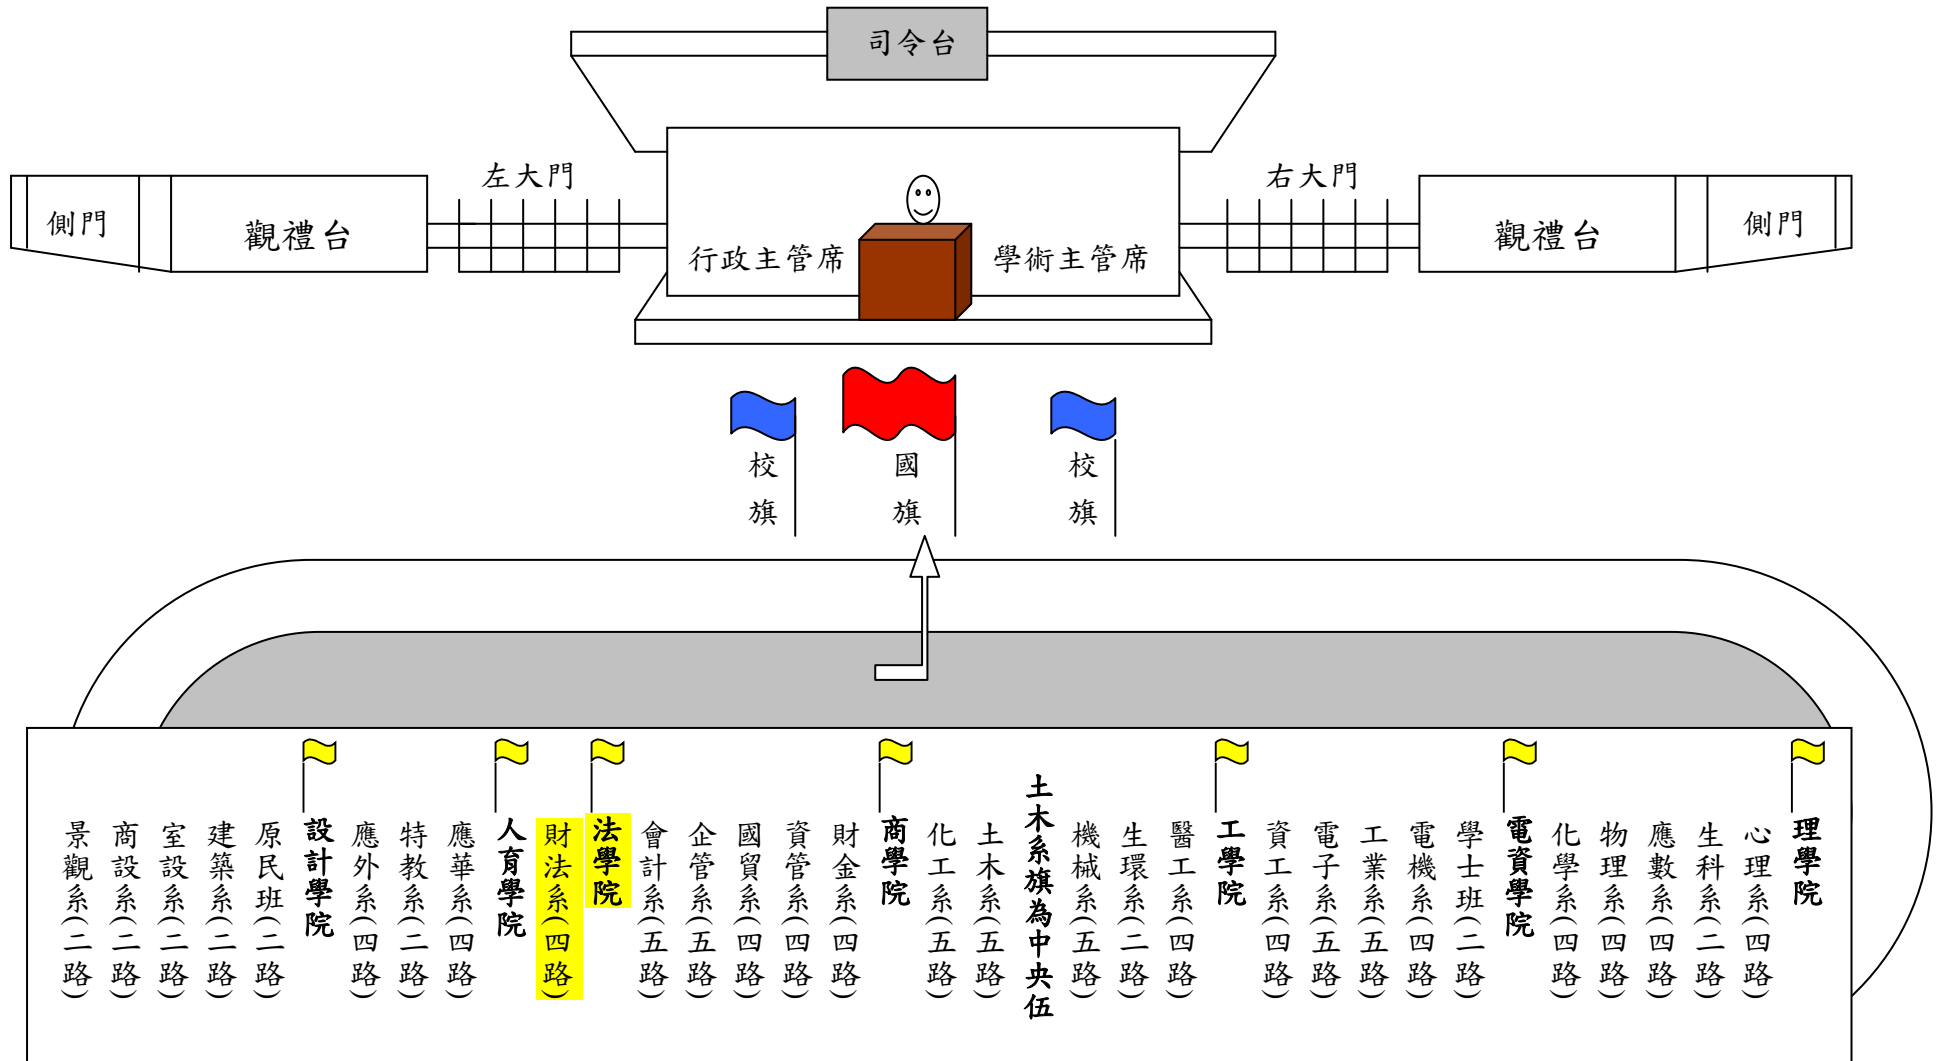 司令台
左大門
右大門
側門
觀禮台
行政主管席
學術主管席
觀禮台
側門
校旗
國旗
校旗
景觀系(二路)
商設系(二路)
室設系(二路)
建築系(二路)
原民班(二路)
設計學院
應外系(四路)
特教系(二路)
應華系(四路)
人育學院
財法系(四路)
法學院
會計系(五路)
企管系(五路)
國貿系(四路)
資管系(四路)
財金系(四路)
商學院
化工系(五路)
土木系(五路)
土木系旗為中央伍
機械系(五路)
生環系(二路)
醫工系(四路)
工學院
資工系(四路)
電子系(五路)
工業系(五路)
電機系(四路)
學士班(二路)
電資學院
化學系(四路)
物理系(四路)
應數系(四路)
生科系(二路)
心理系(四路)
理學院